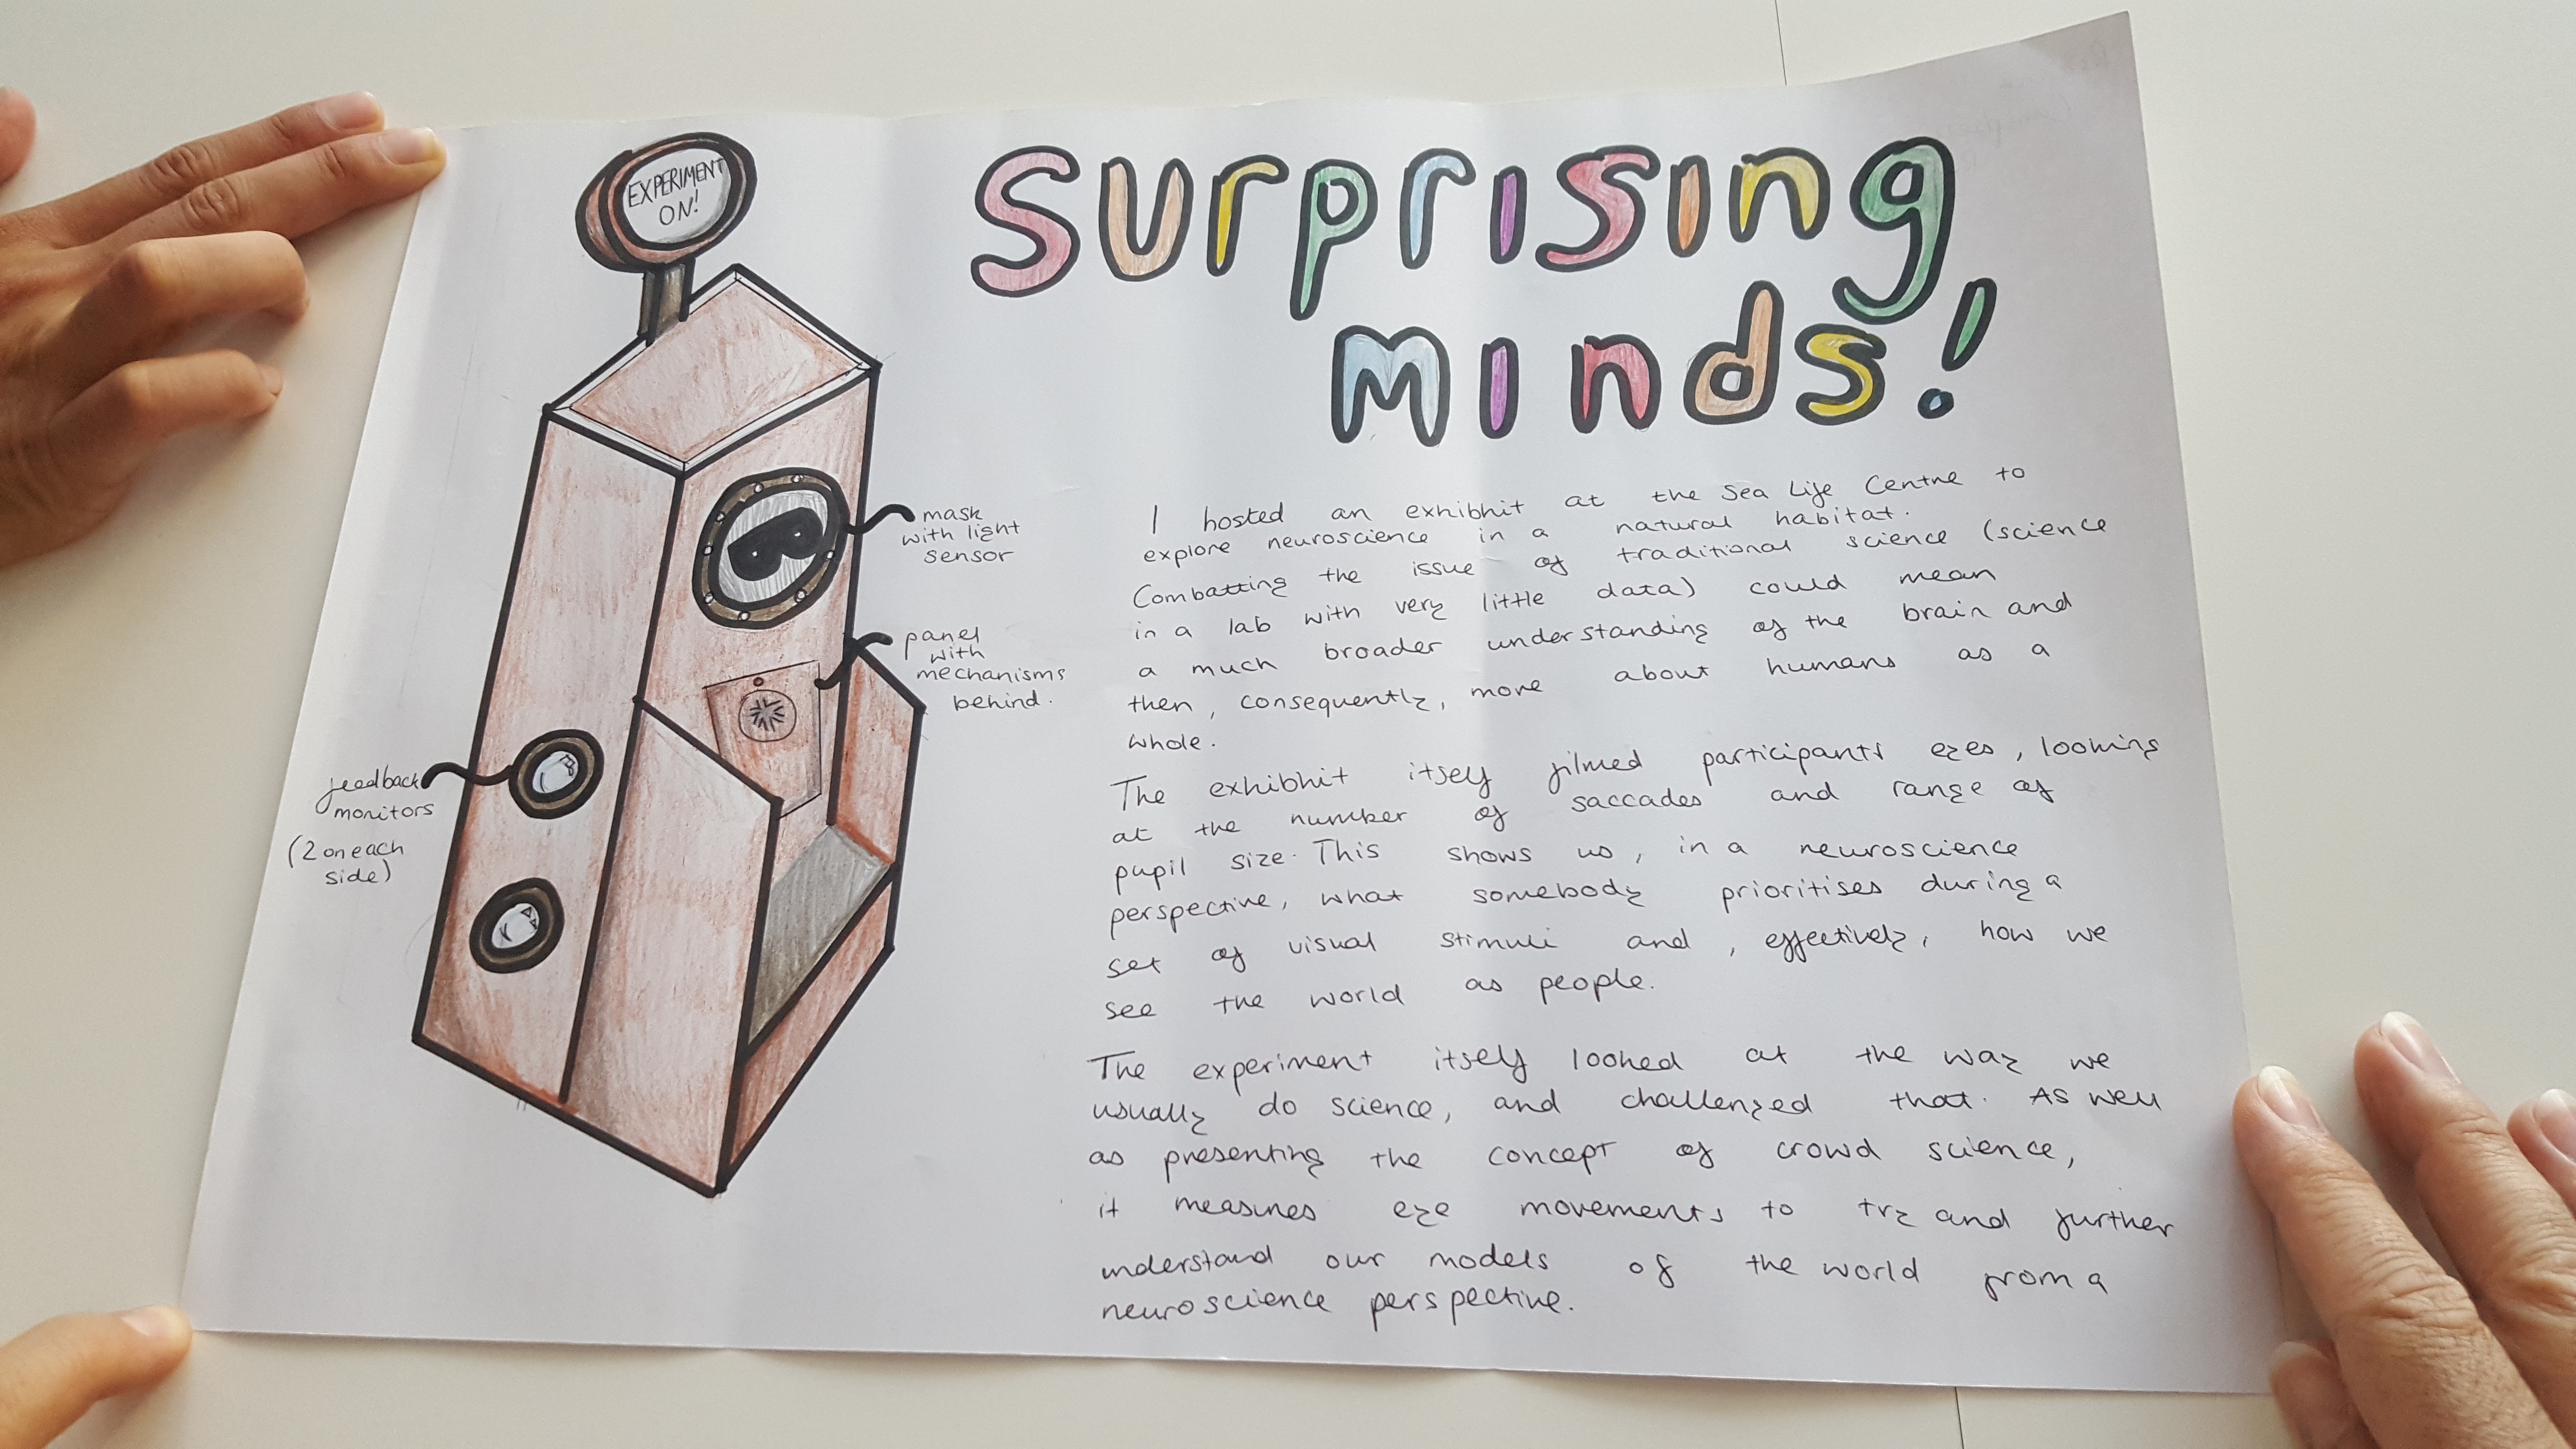 Surprising
Minds!
EXPERIMENT
ON!
mask
with light
sensor
panel
with
mechanisms
behind.
feedback
monitors
(2 on each
side)
I hosted an exhibit at the Sea Life Centre to
explore neuroscience in a natural habitat.
Combatting the issue of traditional science (science
in a lab with very little data) could mean
a much broader understanding of the brain and
then, consequently, more about humans as a
whole.
The exhibit itself filmed participants eyes, looking
at the number of saccades and range of
pupil size. This shows us, in a neuroscience
perspective, what somebody prioritises during a
set of visual stimuli and, effectively, how we
see the world as people.
The experiment itself looked at the way we
usually do science, and challenged that. As well
as presenting the concept of crowd science,
it measures eye movements to try and further
understand our models of the world from a
neuroscience perspective.